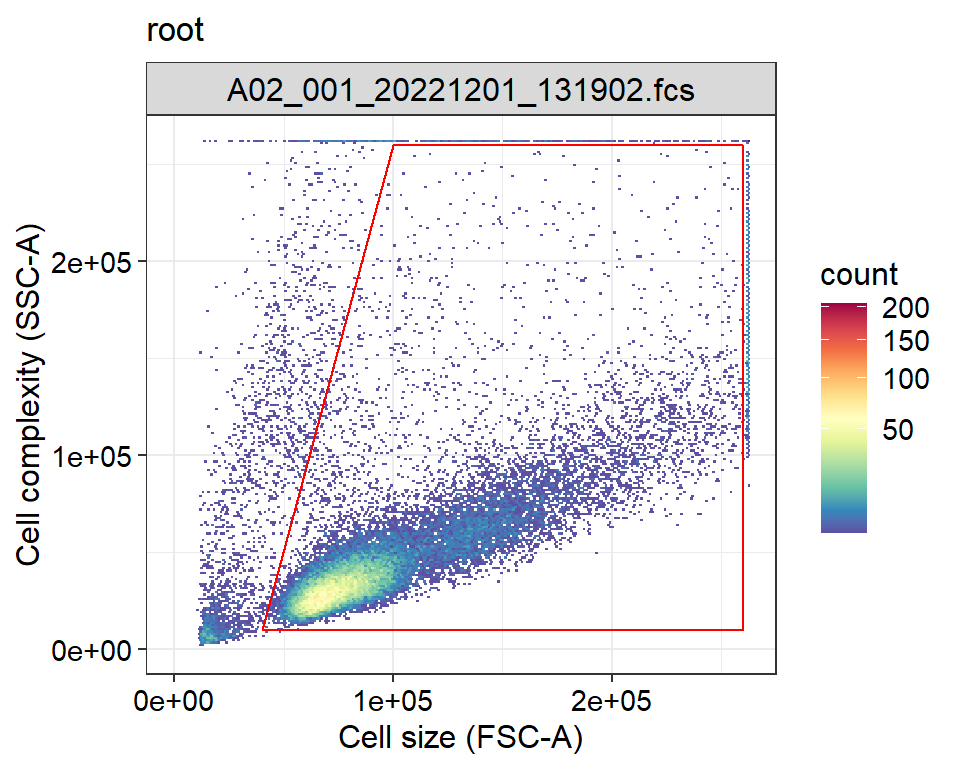 root
A02_001_20221201_131902.fcs
Cell complexity (SSC-A)
2e+05
1e+05
0e+00
0e+00 1e+05 2e+05
Cell size (FSC-A)
count
200
150
100
50